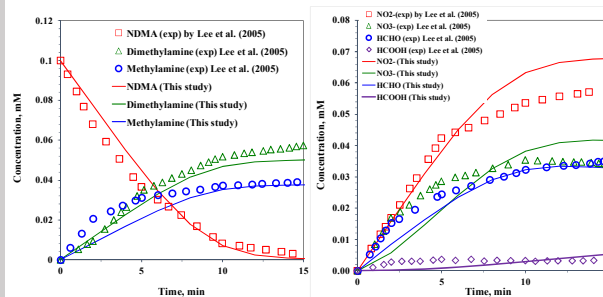 NDMA (exp) by Lee et al. (2005)
Dimethylamine (exp) Lee et al. (2005)
Methylamine (exp) Lee et al. (2005)
NDMA (This study)
Dimethylamine (This study)
Methylamine (This study)
0.12
0.1
0.08
0.06
0.04
0.02
0
Concentration, mM
0
5
10
15
Time, min
NO2-(exp) by Lee et al. (2005)
NO3- (exp) Lee et al. (2005)
HCHO (exp) Lee et al. (2005)
HCOOH (exp) Lee et al. (2005)
NO2- (This study)
NO3- (This study)
HCHO (This study)
HCOOH (This study)
0.08
0.07
0.06
0.05
0.04
0.03
0.02
0.01
0.00
Concentration, mM
0
5
10
Time, min